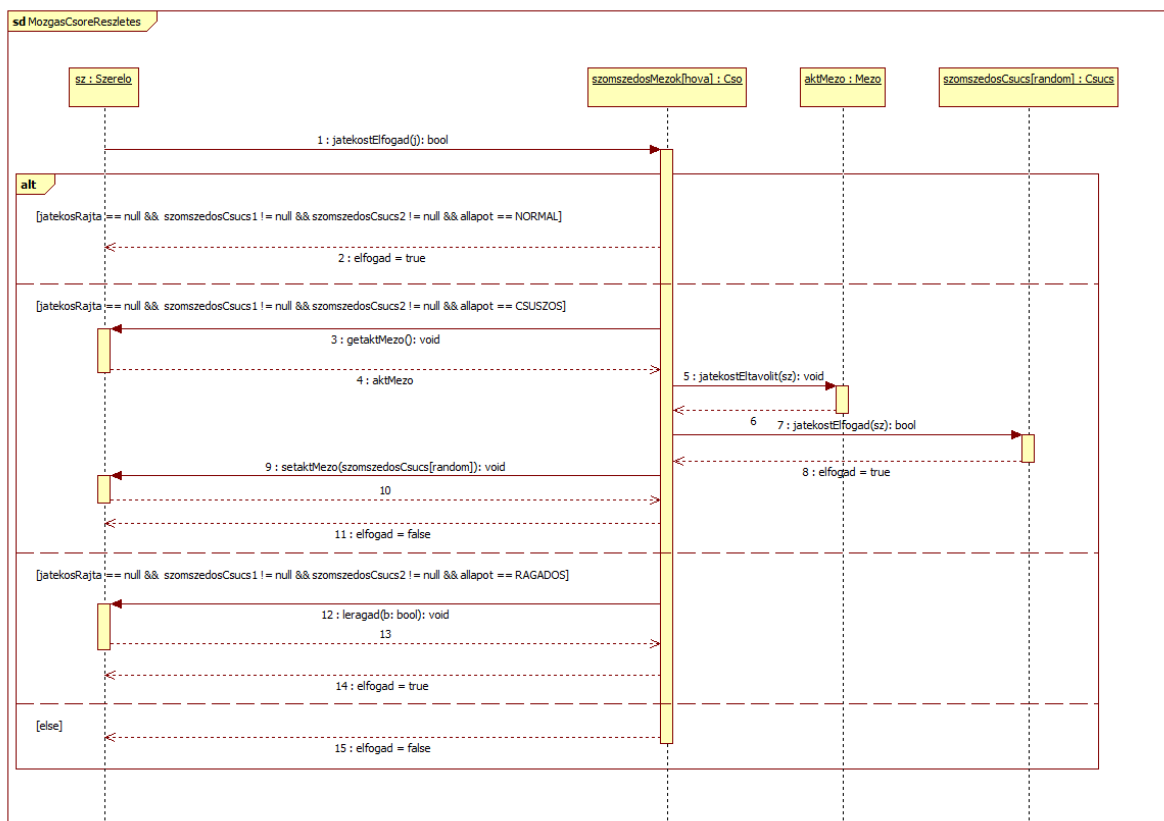 sd MozgasCsoreReszletes
sz : Szerelo
szomszedosMezok[hova] : Cso
aktMezo : Mezo
szomszedosCsucs[random] : Csucs
1 : jatekostElfogad(j): bool
alt
[jatekosRajta == null && szomszedosCsucs1 != null && szomszedosCsucs2 != null && allapot == NORMAL]
2 : elfogad = true
[jatekosRajta == null && szomszedosCsucs1 != null && szomszedosCsucs2 != null && allapot == CSUSZOS]
3 : getaktMezo(): void
4 : aktMezo
5 : jatekostEltavolit(sz): void
6
7 : jatekostElfogad(sz): bool
8 : elfogad = true
9 : setaktMezo(szomszedosCsucs[random]): void
10
11 : elfogad = false
[jatekosRajta == null && szomszedosCsucs1 != null && szomszedosCsucs2 != null && allapot == RAGADOS]
12 : leragad(b: bool): void
13
14 : elfogad = true
[else]
15 : elfogad = false